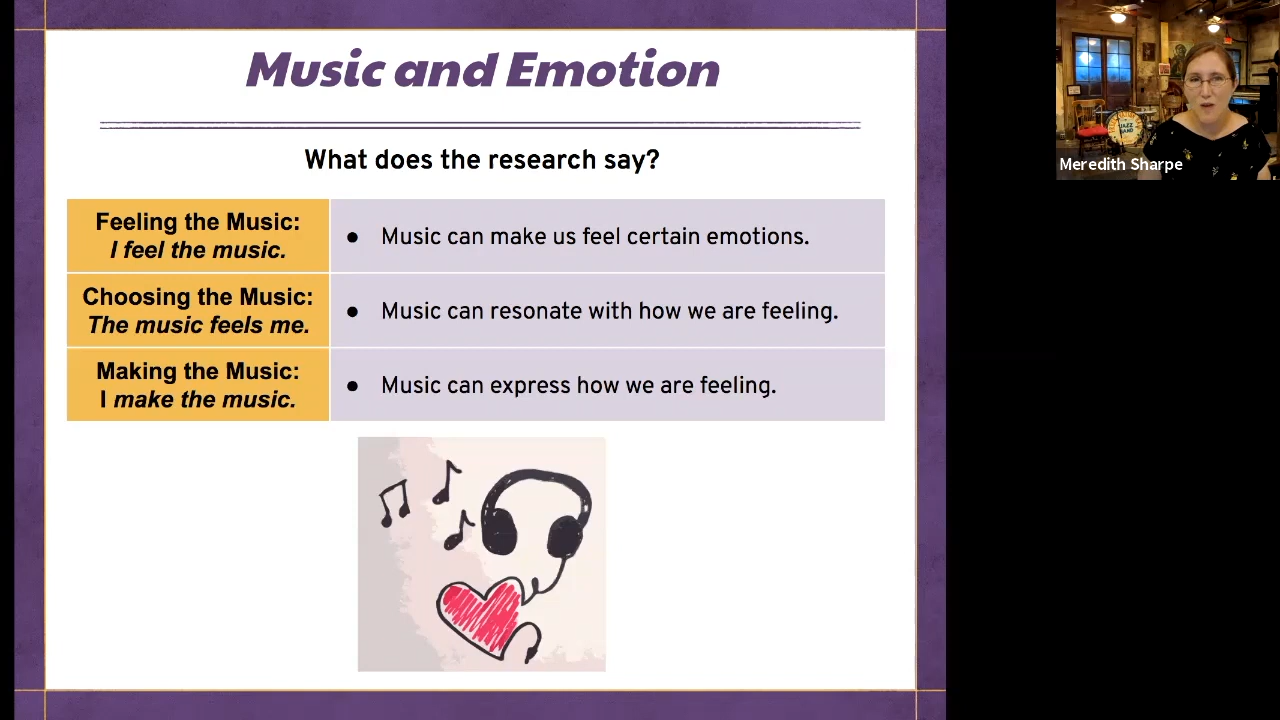 Music and Emotion
What does the research say?
Feeling the Music:
I feel the music.
● Music can make us feel certain emotions.
Choosing the Music:
The music feels me.
● Music can resonate with how we are feeling.
Making the Music:
I make the music.
● Music can express how we are feeling.
Meredith Sharpe
JAZZ
BAND